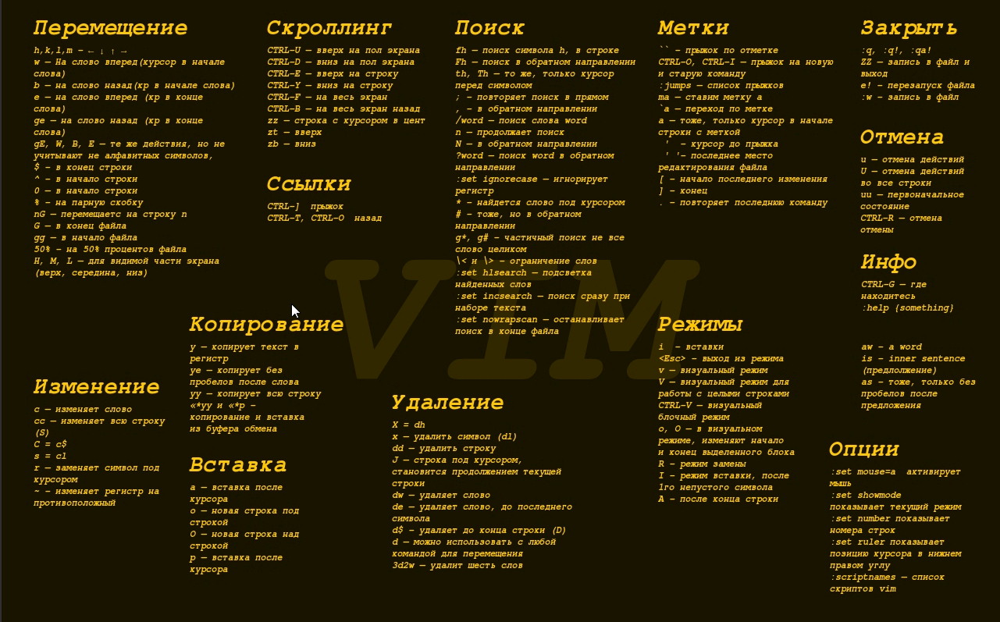 Перемещение
h,k,l,m - ← ↓ ↑ →
w — На слово вперед(курсор в начале
слова)
b — на слово назад(кр в начале слова)
e — на слово вперед (кр в конце
слова)
ge — на слово назад (кр в конце
слова)
gE, W, B, E — те же действия, но не
учитывают не алфавитных символов,
$ - в конец строки
^ - в начало строки
0 - в начало строки
% - на парную скобку
nG — перемещаетс на строку n
G — в конец файла
gg — в начало файла
50% - на 50% процентов файла
H, M, L — для видимой части экрана
(верх, середина, низ)
Скроллинг
CTRL-U — вверх на пол экрана
CTRL-D — вниз на пол экрана
CTRL-E — вверх на строку
CTRL-Y — вниз на строку
CTRL-F — на весь экран
CTRL-B — на весь экран назад
zz — строка с курсором в цент
zt — вверх
zb — вниз
Ссылки
CTRL-] прыжок
CTRL-T, CTRL-O назад
Поиск
fh — поиск символа h, в строке
Fh — поиск в обратном направлении
th, Th — то же, только курсор
перед символом
; - повторяет поиск в прямом
, - в обратном направлении
/word — поиск слова word
n — продолжает поиск
N — в обратном направлении
?word — поиск word в обратном
направлении
:set ignorecase — игнорирует
регистр
* - найдется слово под курсором
# - тоже, но в обратном
направлении
g*, g# - частичный поиск не все
слово целиком
\< и \> - ограничение слов
:set hlsearch — подсветка
найденных слов
:set incsearch — поиск сразу при
наборе текста
:set nowrapscan — останавливает
поиск в конце файла
Метки
`` - прыжок по отметке
CTRL-O, CTRL-I — прыжок на новую
и старую команду
:jumps — список прыжков
ma — ставим метку a
`a — переход по метке
a — тоже, только курсор в начале
строки с меткой
' - курсор до прыжка
' '- последнее место
редактирования файла
[ - начало последнего изменения
] - конец
. - повторяет последнюю команду
Закрыть
:q, :q!, :qa!
ZZ — запись в файл и
выход
e! - перезапуск файла
:w - запись в файл
Отмена
u — отмена действий
U — отмена действий
во все строки
uu — первоначальное
состояние
CTRL-R — отмена
отмены
Инфо
CTRL-G — где
находитесь
:help {something}
VIM
Изменение
c — изменяет слово
cc — изменяет всю строку
(S)
C = c$
s = cl
r — заменяет символ под
курсором
~ - изменяет регистр на
противоположный
Копирование
y — копирует текст в
регистр
ye — копирует без
пробелов после слова
yy — копирует всю строку
«*yy и «*p -
копирование и вставка
из буфера обмена
Вставка
a — вставка после
курсора
o — новая строка под
строкой
O — новая строка над
строкой
p — вставка после
курсора
Удаление
X = dh
x — удалить символ (dl)
dd — удалить строку
J — строка под курсором,
становится продолжением текущей
строки
dw — удаляет слово
de — удаляет слово, до последнего
символа
d$ - удаляет до конца строки (D)
d — можно использовать с любой
командой для перемещения
3d2w — удалит шесть слов
Режимы
i - вставки
<Esc> - выход из режима
v — визуальный режим
V — визуальный режим для
работы с целыми строками
CTRL-V — визуальный
блочный режим
o, O — в визуальном
режиме, изменяют начало
и конец выделенного блока
R — режим замены
I — режим вставки, после
1го непустого символа
A — после конца строки
aw - a word
is - inner sentence
(предлолжение)
as - тоже, только без
пробелов после
предложения
Опции
:set mouse=a активирует
мышь
:set showmode
показывает текущий режим
:set number показывает
номера строк
:set ruler показывает
позицию курсора в нижнем
правом углу
:scriptnames — список
скриптов vim